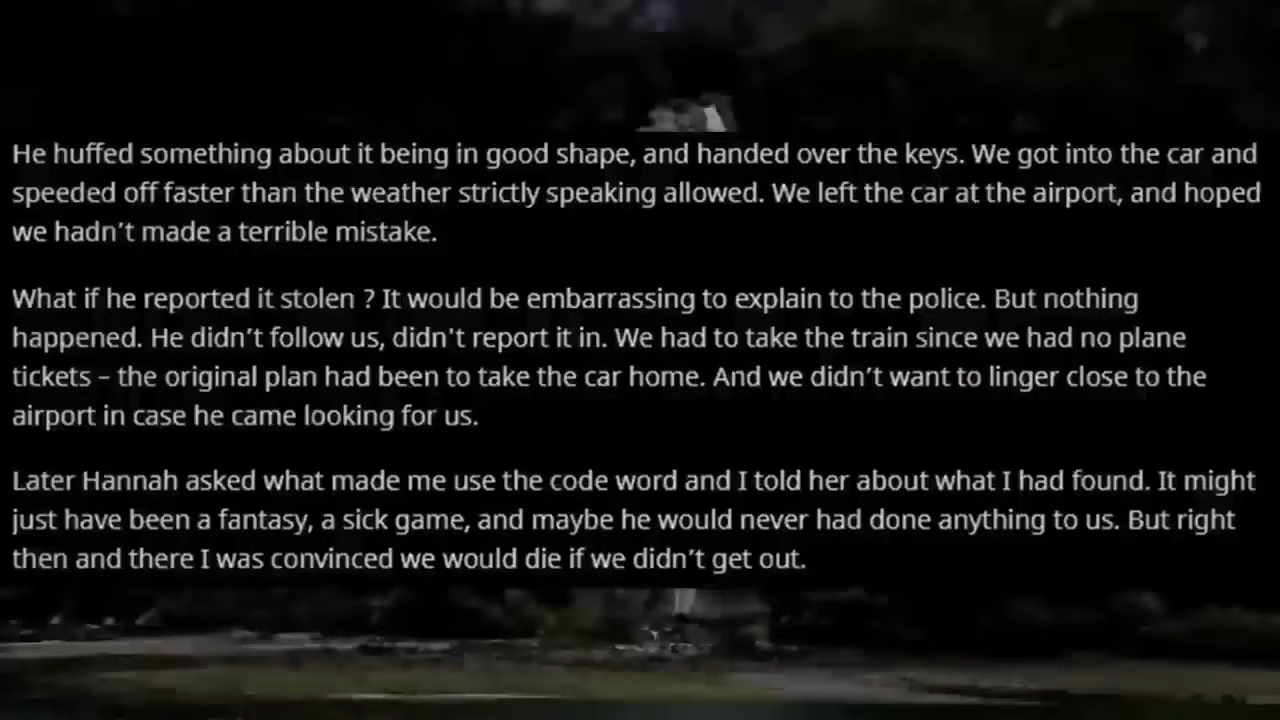 He huffed something about it being in good shape, and handed over the keys. We got into the car and
speeded off faster than the weather strictly speaking allowed. We left the car at the airport, and hoped
we hadn’t made a terrible mistake.
What if he reported it stolen ? It would be embarrassing to explain to the police. But nothing
happened. He didn’t follow us, didn’t report it in. We had to take the train since we had no plane
tickets – the original plan had been to take the car home. And we didn’t want to linger close to the
airport in case he came looking for us.
Later Hannah asked what made me use the code word and I told her about what I had found. It might
just have been a fantasy, a sick game, and maybe he would never had done anything to us. But right
then and there I was convinced we would die if we didn’t get out.